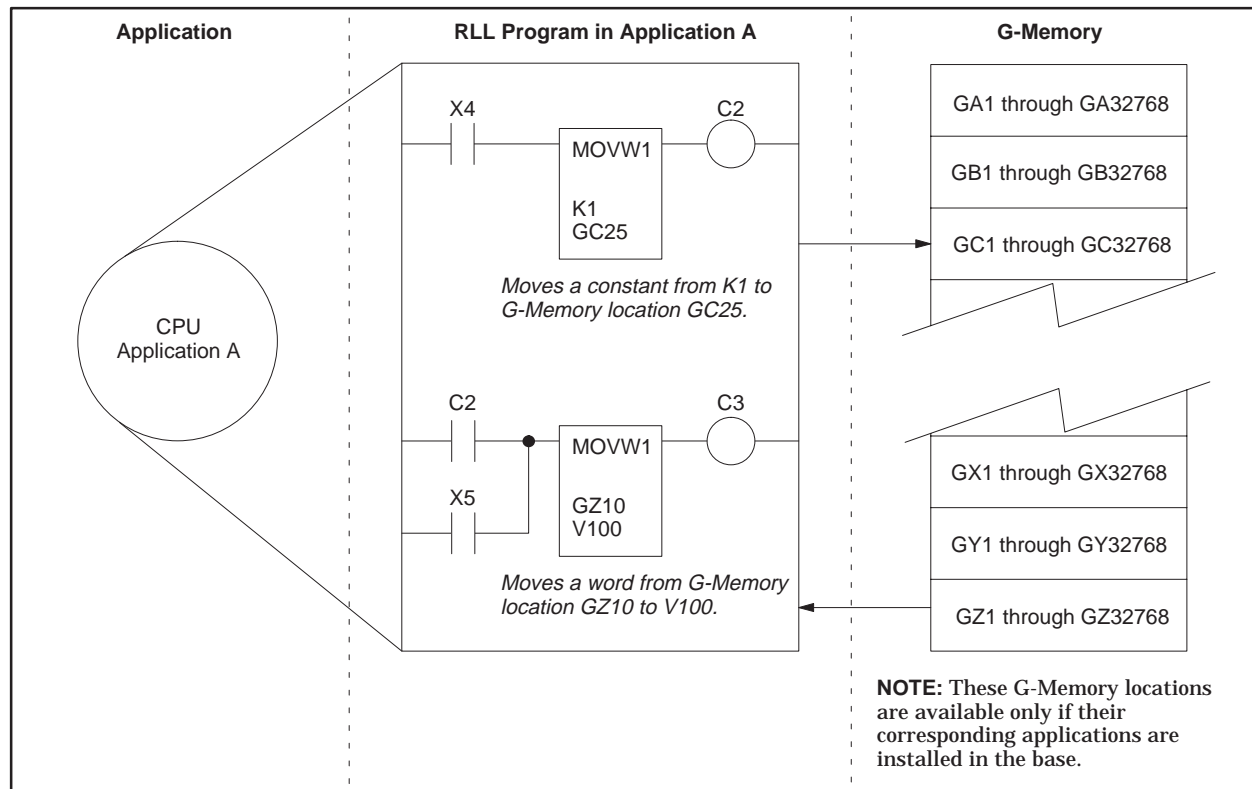 Application
RLL Program in Application A
G-Memory
CPU
Application A
X4
C2
MOVW1
K1
GC25
Moves a constant from K1 to
G-Memory location GC25.
C2
C3
X5
MOVW1
GZ10
V100
Moves a word from G-Memory
location GZ10 to V100.
GA1 through GA32768
GB1 through GB32768
GC1 through GC32768
GX1 through GX32768
GY1 through GY32768
GZ1 through GZ32768
NOTE: These G-Memory locations
are available only if their
corresponding applications are
installed in the base.